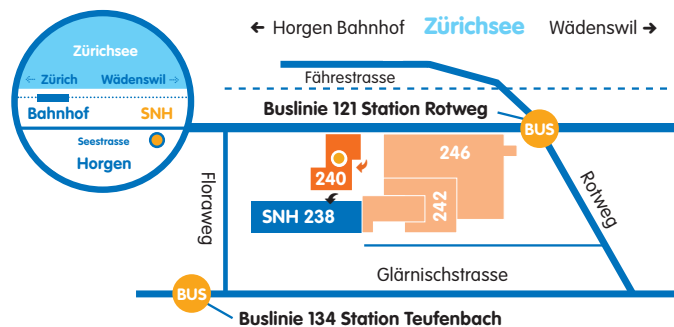 ← Horgen Bahnhof Zürichsee Wädenswil →
Zürichsee
← Zürich Wädenswil →
Bahnhof SNH
Seestrasse
Horgen
Fährestrasse
Buslinie 121 Station Rotweg
BUS
246
240
242
SNH 238
Floraweg
Rotweg
Glärnischstrasse
BUS
Buslinie 134 Station Teufenbach